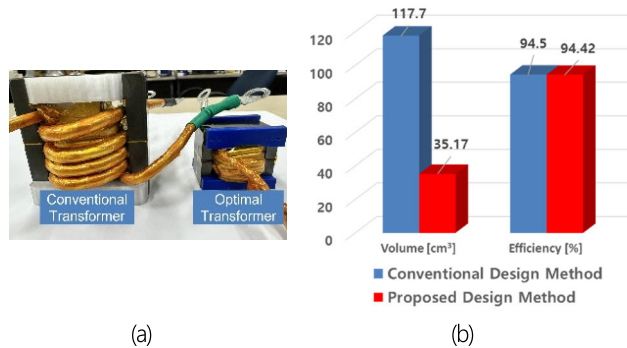 Conventional
Transformer
Optimal
Transformer
(a)
117.7
94.5
94.42
35.17
120
100
80
60
40
20
0
Volume [cm³]
Efficiency [%]
Conventional Design Method
Proposed Design Method
(b)